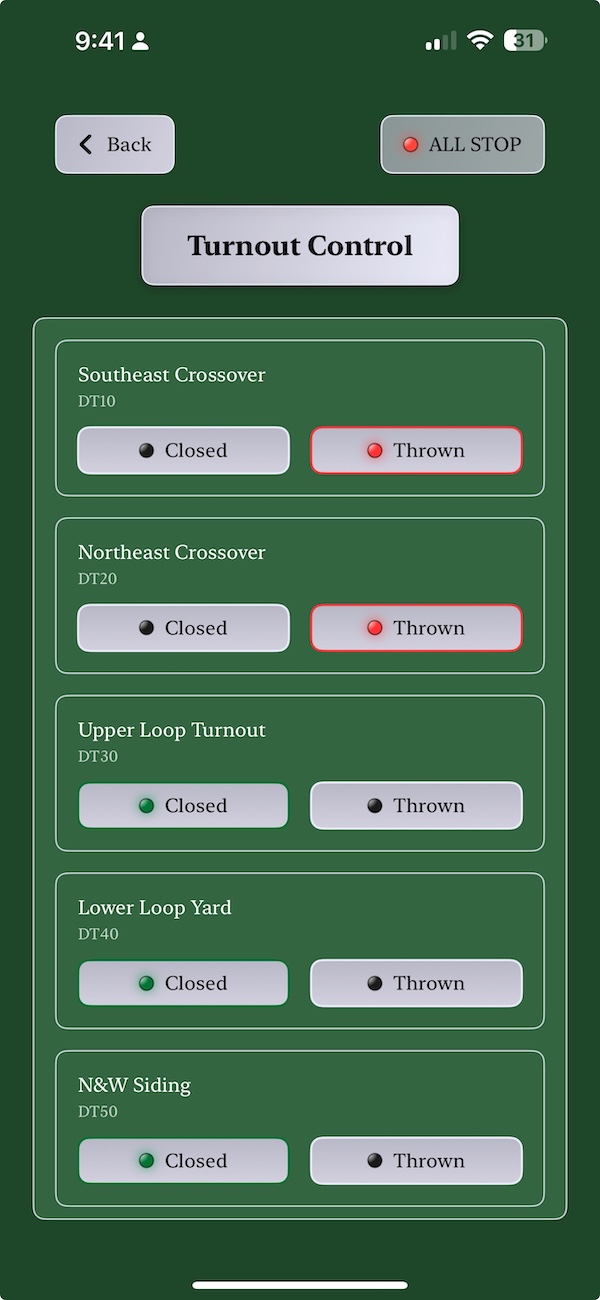 9:41
31
Back
ALL STOP
Turnout Control
Southeast Crossover
DT10
Closed
Thrown
Northeast Crossover
DT20
Closed
Thrown
Upper Loop Turnout
DT30
Closed
Thrown
Lower Loop Yard
DT40
Closed
Thrown
N&W Siding
DT50
Closed
Thrown